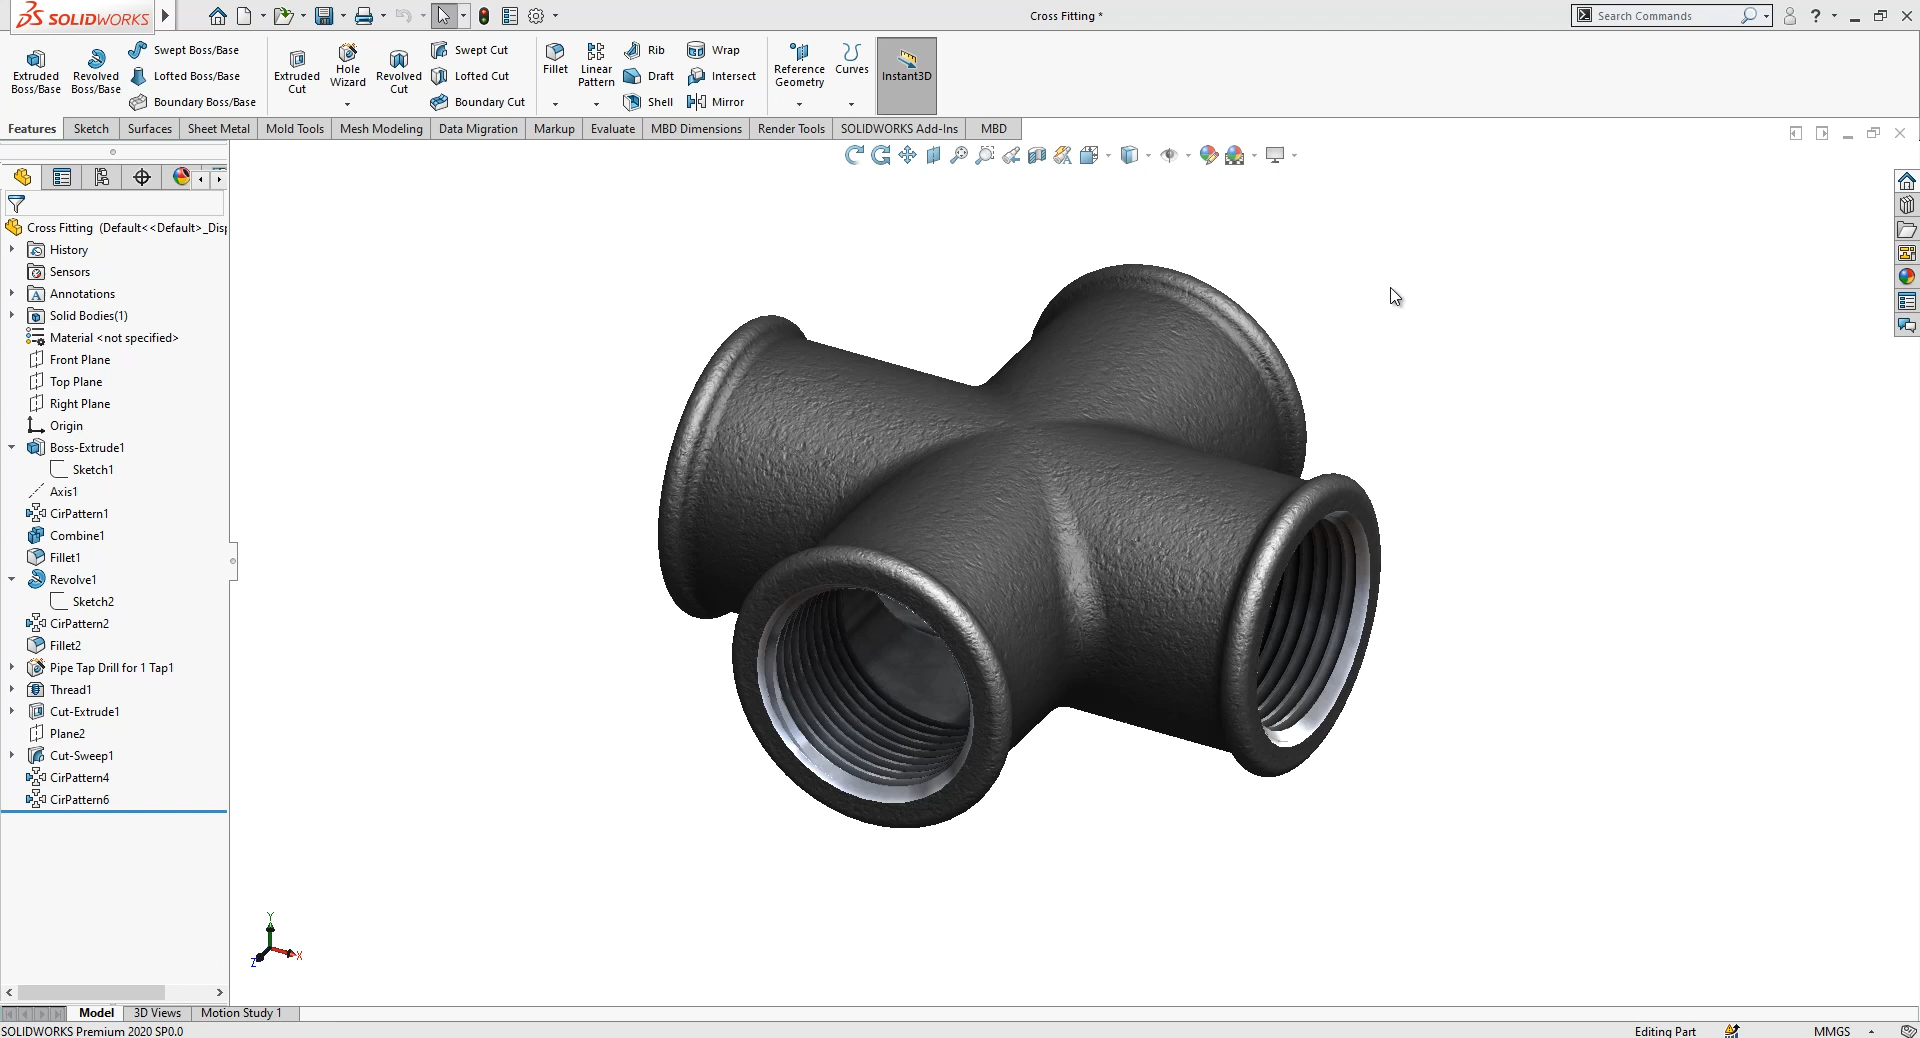 SOLIDWORKS
Cross Fitting *
Search Commands
?
Extruded Boss/Base
Revolved Boss/Base
Swept Boss/Base
Lofted Boss/Base
Boundary Boss/Base
Extruded Cut
Hole Wizard
Revolved Cut
Swept Cut
Lofted Cut
Boundary Cut
Fillet
Linear Pattern
Rib
Draft
Shell
Wrap
Intersect
Mirror
Reference Geometry
Curves
Instant3D
Features
Sketch
Surfaces
Sheet Metal
Mold Tools
Mesh Modeling
Data Migration
Markup
Evaluate
MBD Dimensions
Render Tools
SOLIDWORKS Add-Ins
MBD
Cross Fitting (Default<<Default>_Disp
History
Sensors
Annotations
Solid Bodies(1)
Material <not specified>
Front Plane
Top Plane
Right Plane
Origin
Boss-Extrude1
Sketch1
Axis1
CirPattern1
Combine1
Fillet1
Revolve1
Sketch2
CirPattern2
Fillet2
Pipe Tap Drill for 1 Tap1
Thread1
Cut-Extrude1
Plane2
Cut-Sweep1
CirPattern4
CirPattern6
Y
X
Z
Model
3D Views
Motion Study 1
SOLIDWORKS Premium 2020 SP0.0
Editing Part
MMGS